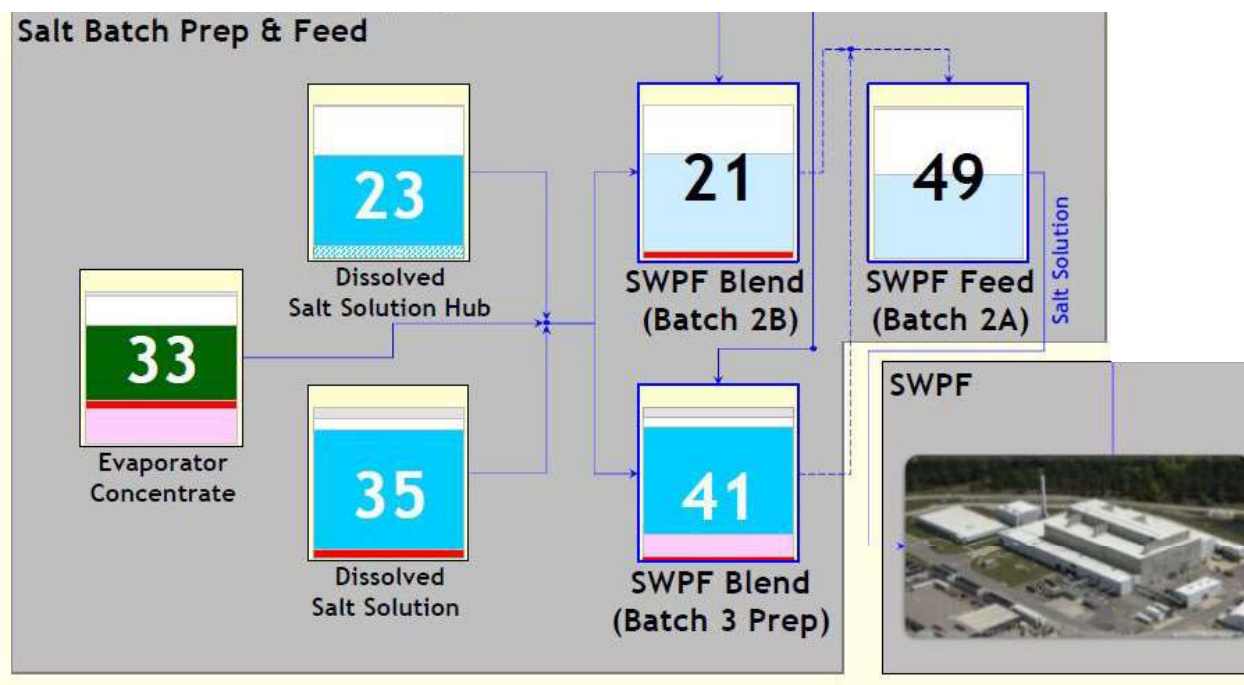 Salt Batch Prep & Feed
23
Dissolved
Salt Solution Hub
21
SWPF Blend
(Batch 2B)
49
SWPF Feed
(Batch 2A)
Salt Solution
33
Evaporator
Concentrate
35
Dissolved
Salt Solution
41
SWPF Blend
(Batch 3 Prep)
SWPF